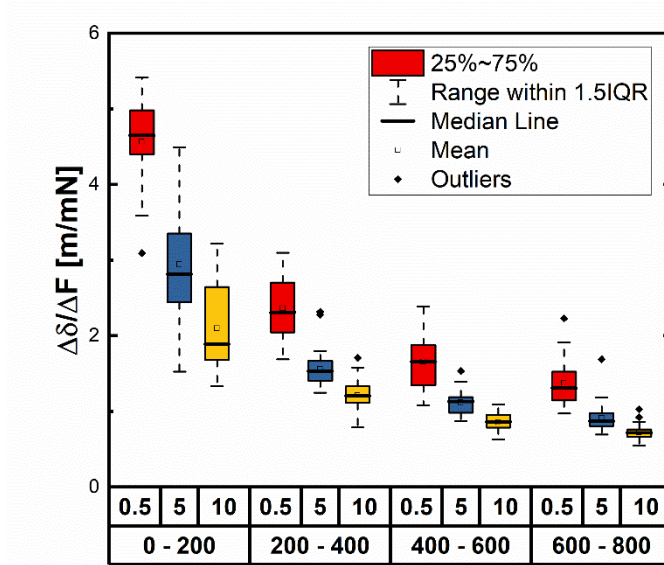 6
25%~75%
Range within 1.5IQR
Median Line
Mean
Outliers
4
Δδ/ΔF [m/mN]
2
0
0.5 5 10 0.5 5 10 0.5 5 10 0.5 5 10
0 - 200 200 - 400 400 - 600 600 - 800